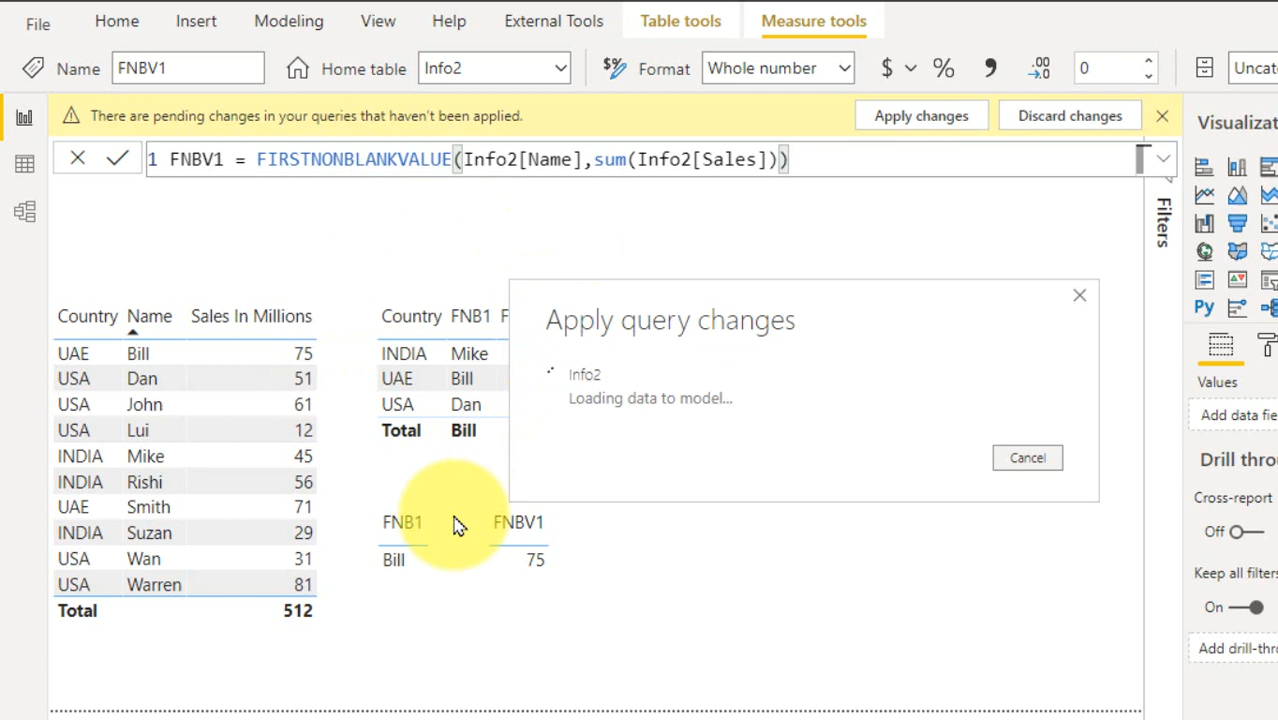 File Home Insert Modeling View Help External Tools Table tools Measure tools
Name FNBV1 Home table Info2 Format Whole number $ % 9 .00 →.0 0
There are pending changes in your queries that haven't been applied. Apply changes Discard changes
Visualizat
1 FNBV1 = FIRSTNONBLANKVALUE(Info2[Name],sum(Info2[Sales]))
Filters
Country Name Sales In Millions
UAE Bill 75
USA Dan 51
USA John 61
USA Lui 12
INDIA Mike 45
INDIA Rishi 56
UAE Smith 71
INDIA Suzan 29
USA Wan 31
USA Warren 81
Total 512
Country FNB1 F
INDIA Mike
UAE Bill
USA Dan
Total Bill
FNB1 FNBV1
Bill 75
Apply query changes
Info2
Loading data to model...
Cancel
Py
Values
Add data fie
Drill throu
Cross-report
Off
Keep all filters
On
Add drill-thro